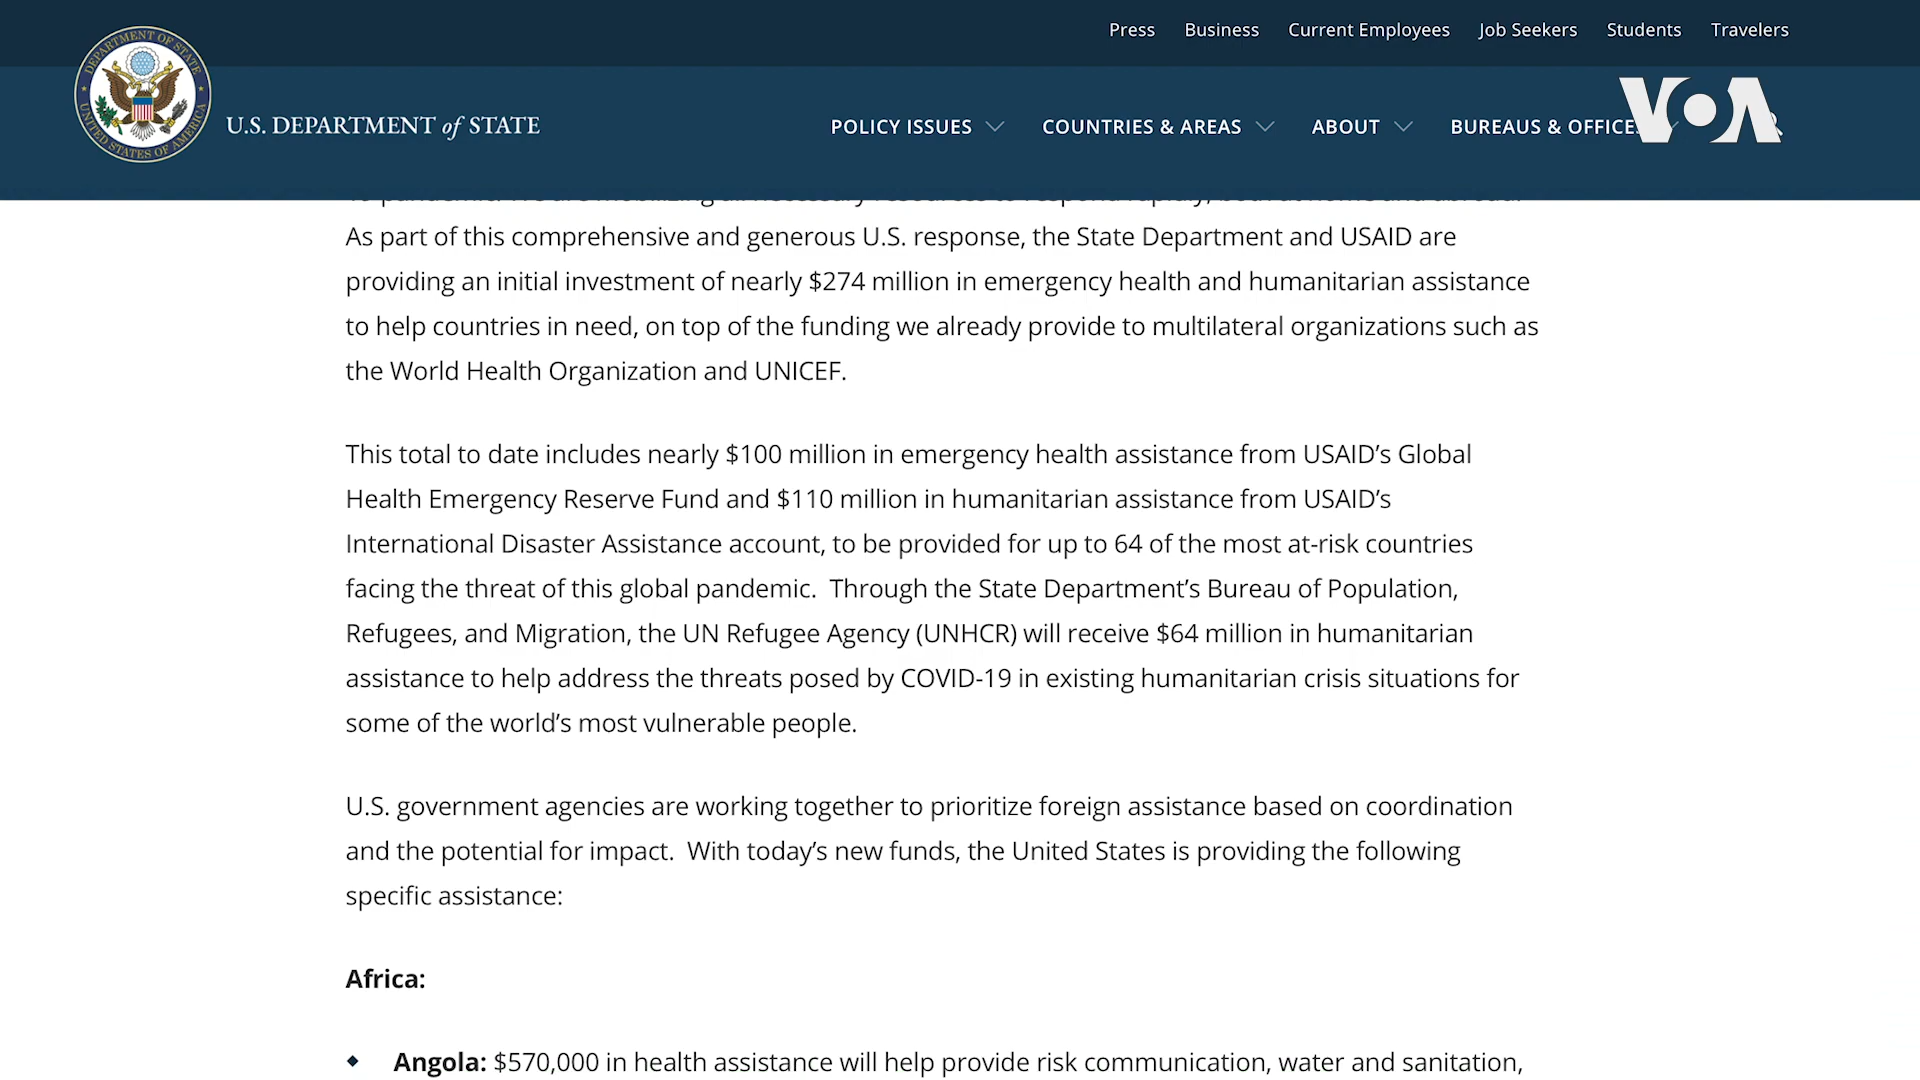 Press Business Current Employees Job Seekers Students Travelers
DEPARTMENT OF STATE
UNITED STATES OF AMERICA
U.S. DEPARTMENT of STATE
POLICY ISSUES COUNTRIES & AREAS ABOUT BUREAUS & OFFICES
VOA
As part of this comprehensive and generous U.S. response, the State Department and USAID are
providing an initial investment of nearly $274 million in emergency health and humanitarian assistance
to help countries in need, on top of the funding we already provide to multilateral organizations such as
the World Health Organization and UNICEF.
This total to date includes nearly $100 million in emergency health assistance from USAID’s Global
Health Emergency Reserve Fund and $110 million in humanitarian assistance from USAID’s
International Disaster Assistance account, to be provided for up to 64 of the most at-risk countries
facing the threat of this global pandemic.  Through the State Department’s Bureau of Population,
Refugees, and Migration, the UN Refugee Agency (UNHCR) will receive $64 million in humanitarian
assistance to help address the threats posed by COVID-19 in existing humanitarian crisis situations for
some of the world’s most vulnerable people.
U.S. government agencies are working together to prioritize foreign assistance based on coordination
and the potential for impact.  With today’s new funds, the United States is providing the following
specific assistance:
Africa:
Angola: $570,000 in health assistance will help provide risk communication, water and sanitation,